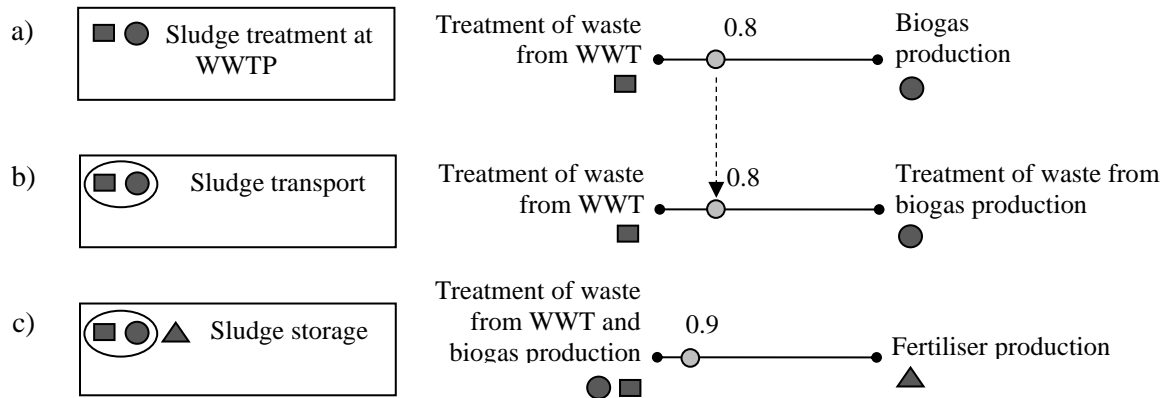 a)
Sludge treatment at
WWTP
Treatment of waste
from WWT
0.8
Biogas
production
b)
Sludge transport
Treatment of waste
from WWT
0.8
Treatment of waste from
biogas production
c)
Sludge storage
Treatment of waste
from WWT and
biogas production
0.9
Fertiliser production